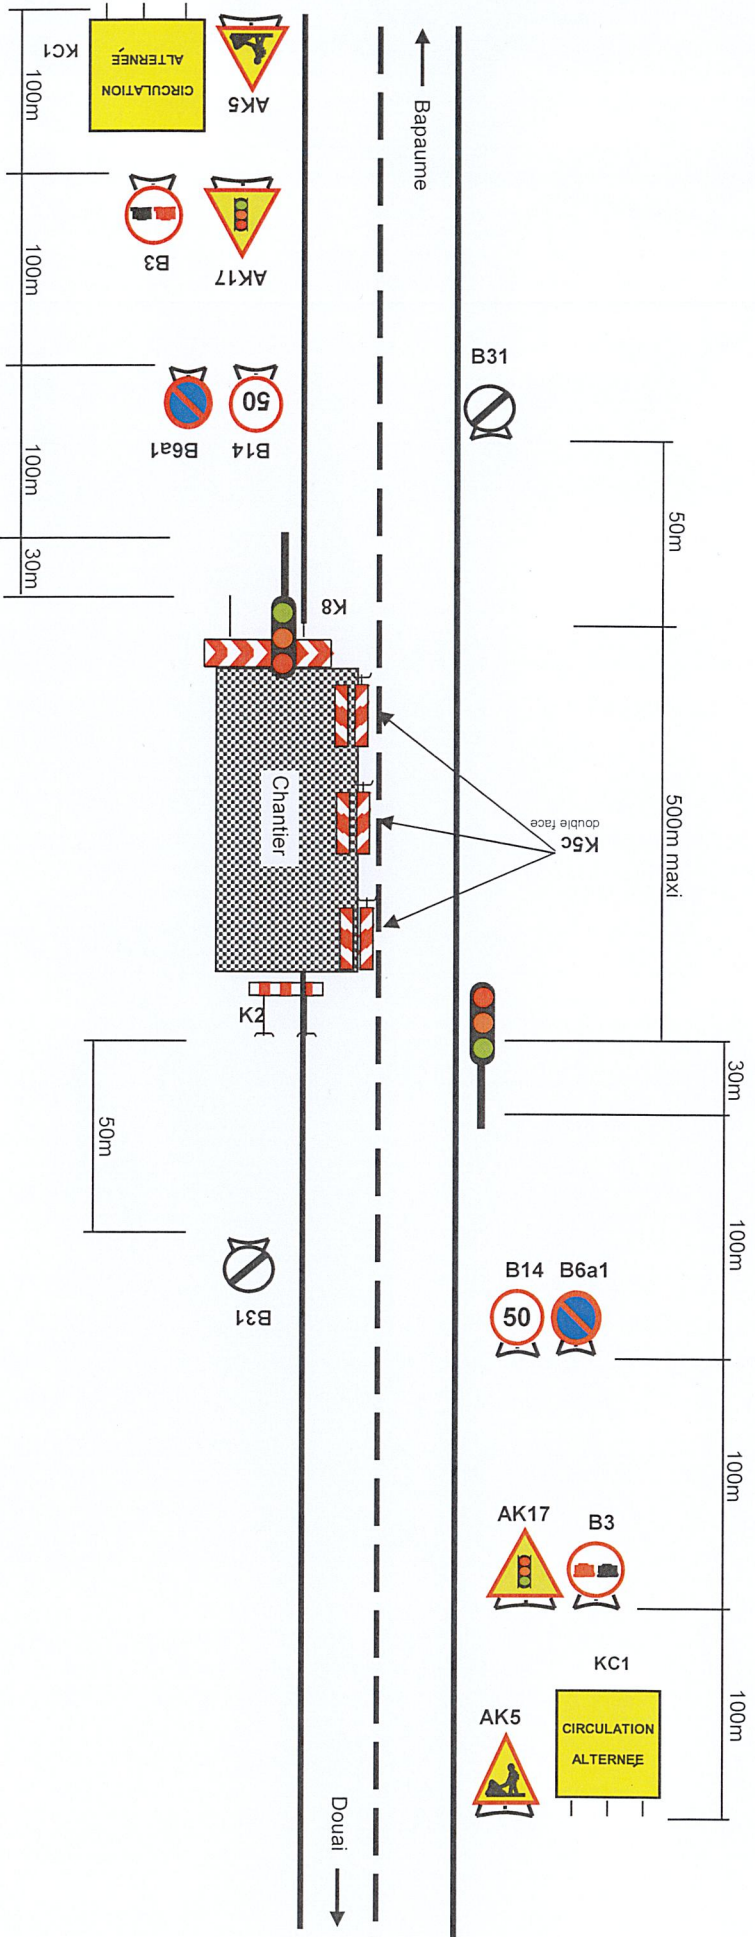 KC1
CIRCULATION
ALTERNÉE
AK5
100m
Bapaume
B3
AK17
100m
B31
B6a1
B14
50
100m
50m
30m
K8
500m maxi
Chantier
K5c
double face
K2
30m
50m
100m
B31
B14
B6a1
50
100m
AK17
B3
100m
KC1
AK5
CIRCULATION
ALTERNÉE
Douai